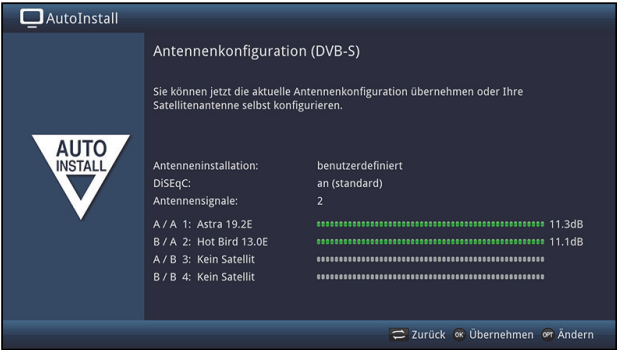 AutoInstall
Antennenkonfiguration (DVB-S)
Sie können jetzt die aktuelle Antennenkonfiguration übernehmen oder Ihre
Satellitenantenne selbst konfigurieren.
AUTO
INSTALL
Antenneninstallation: benutzerdefiniert
DiSEqC: an (standard)
Antennensignale: 2
A / A 1: Astra 19.2E 11.3dB
B / A 2: Hot Bird 13.0E 11.1dB
A / B 3: Kein Satellit
B / B 4: Kein Satellit
Zurück OK Übernehmen OPT Ändern